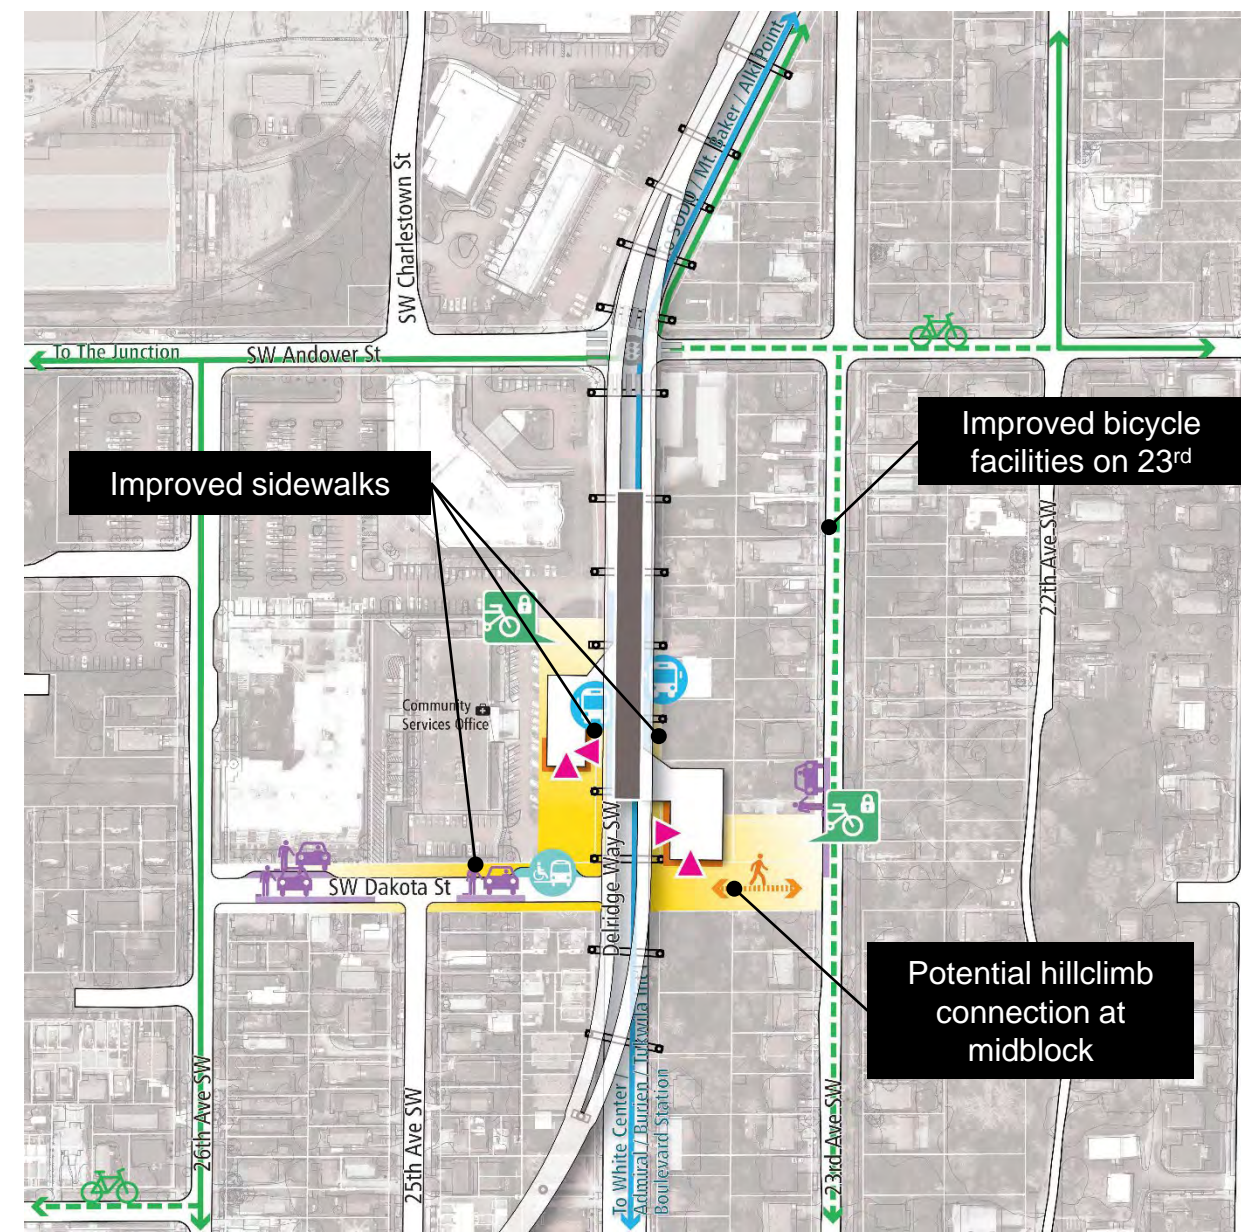 To SODO / Mt. Baker / Alki Point
SW Charlestown St
To The Junction
SW Andover St
Improved bicycle
facilities on 23rd
Improved sidewalks
22th Ave SW
Community
Services Office
Delridge Way SW
SW Dakota St
Potential hillclimb
connection at
midblock
26th Ave SW
25th Ave SW
To White Center /
Admiral / Burien / Tukwila Int'l
Boulevard Station
23rd Ave SW